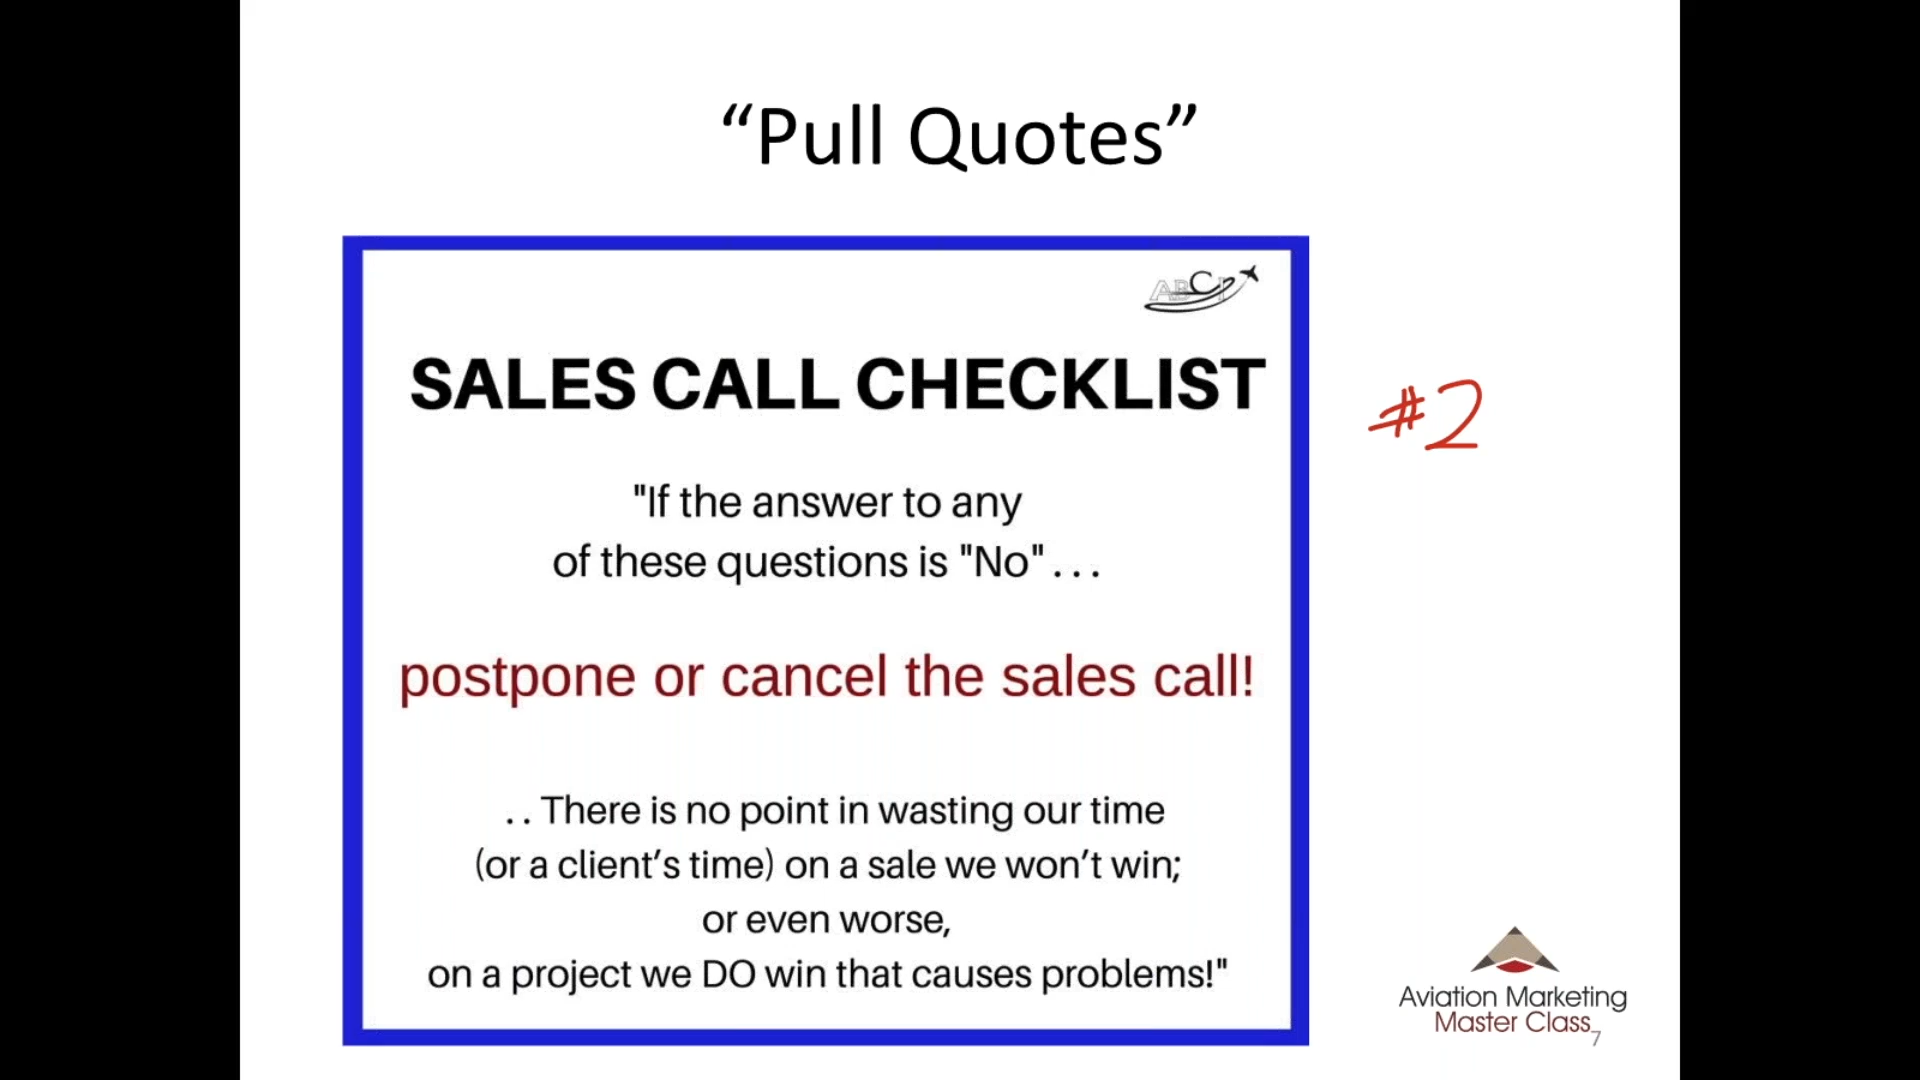 “Pull Quotes”
ABCI
SALES CALL CHECKLIST
#2
"If the answer to any
of these questions is "No" . . .
postpone or cancel the sales call!
. . There is no point in wasting our time
(or a client’s time) on a sale we won’t win;
or even worse,
on a project we DO win that causes problems!"
Aviation Marketing
Master Class
7